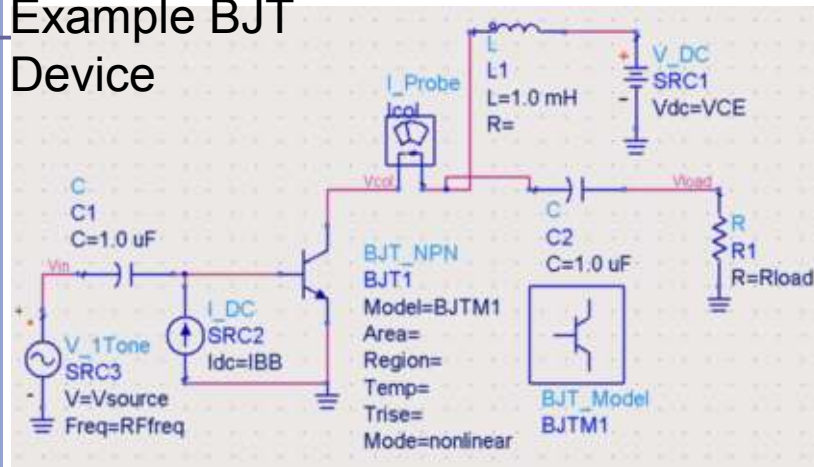 Example BJT
Device
L
L1
L=1.0 mH
R=
V_DC
SRC1
Vdc=VCE
I_Probe
Icol
Vcol
Vload
C
C1
C=1.0 uF
Vin
C
C2
C=1.0 uF
R
R1
R=Rload
BJT_NPN
BJT1
Model=BJTM1
Area=
Region=
Temp=
Trise=
Mode=nonlinear
I_DC
SRC2
Idc=IBB
V_1Tone
SRC3
V=Vsource
Freq=RFfreq
BJT_Model
BJTM1